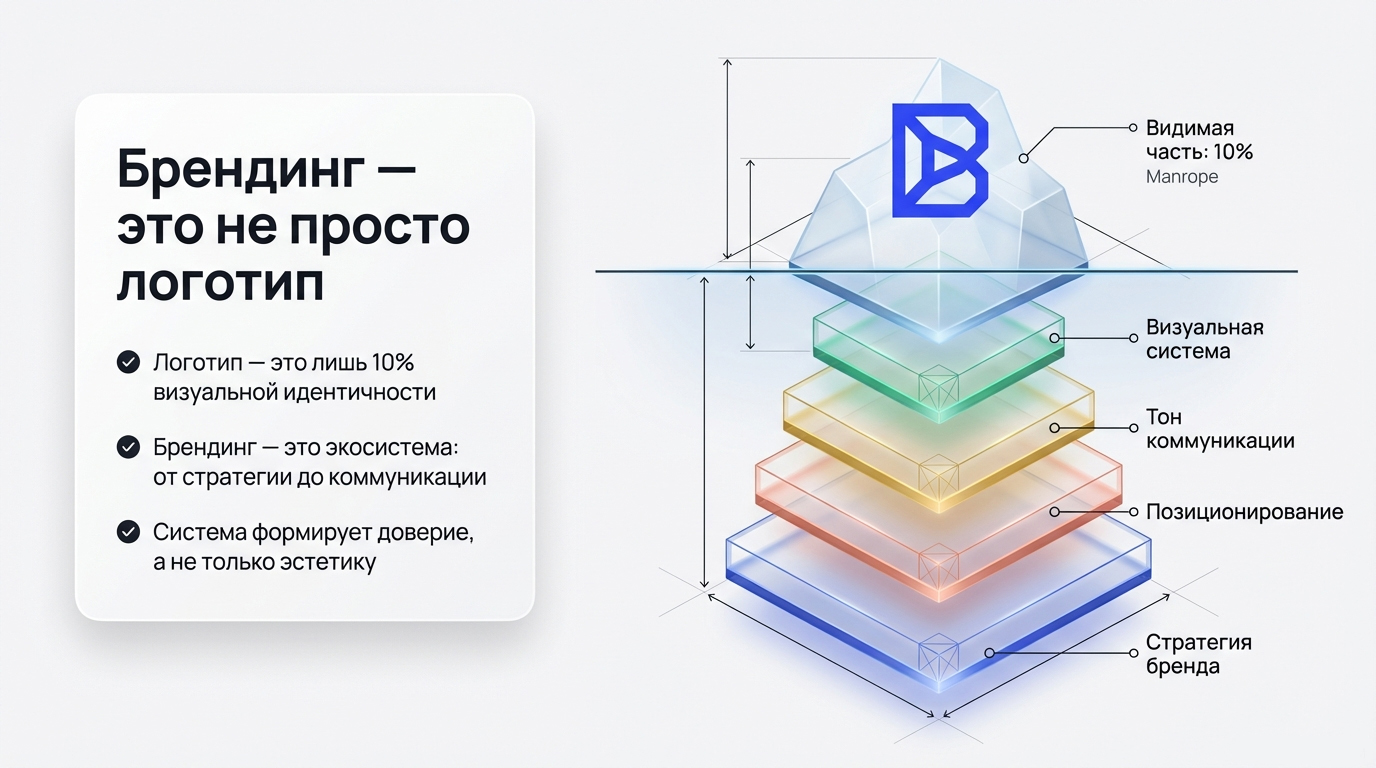 Брендинг —
это не просто
логотип
Логотип — это лишь 10%
визуальной идентичности
Брендинг — это экосистема:
от стратегии до коммуникации
Система формирует доверие,
а не только эстетику
B
Видимая
часть: 10%
Manrope
Визуальная
система
Тон
коммуникации
Позиционирование
Стратегия
бренда